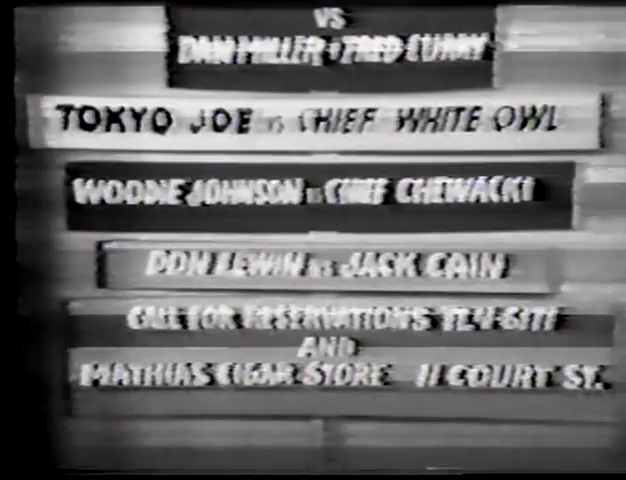 VS
DAN MILLER & FRED CURRY
TOKYO JOE vs CHIEF WHITE OWL
WOODIE JOHNSON vs CHIEF CHEWACKI
DON LEWIN vs JACK CAIN
CALL FOR RESERVATIONS
AND
MATHIAS CIGAR STORE 11 COURT ST.